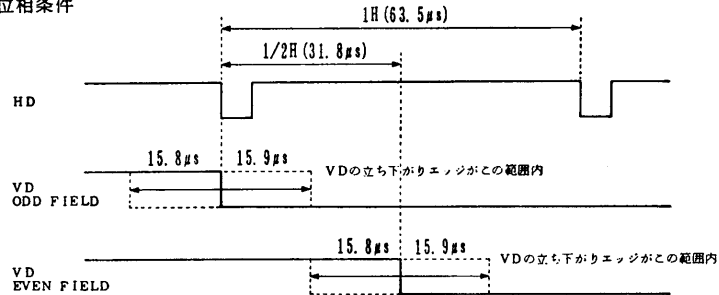 位相条件
1H(63.5μs)
1/2H(31.8μs)
HD
15.8μs 15.9μs VDの立ち下がりエッジがこの範囲内
VD
ODD FIELD
15.8μs 15.9μs VDの立ち下がりエッジがこの範囲内
VD
EVEN FIELD